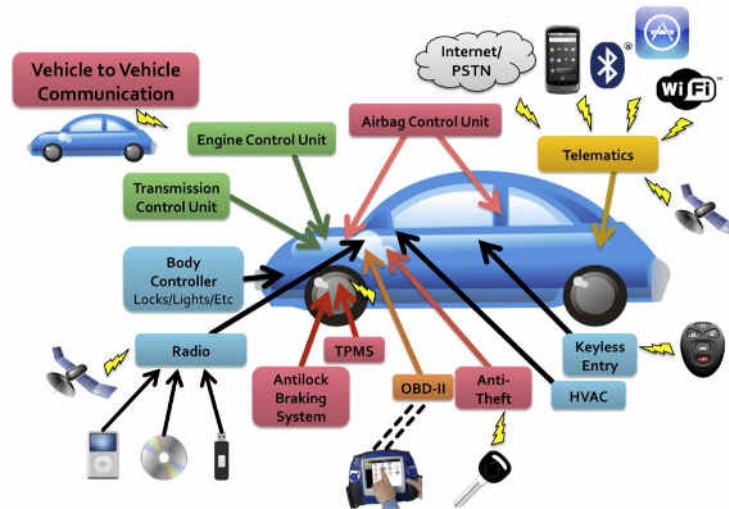 Vehicle to Vehicle
Communication
Internet/
PSTN
®
Wi Fi
™
Engine Control Unit
Airbag Control Unit
Telematics
Transmission
Control Unit
Body
Controller
Locks/Lights/Etc
Radio
TPMS
Antilock
Braking
System
OBD-II
Anti-
Theft
Keyless
Entry
HVAC